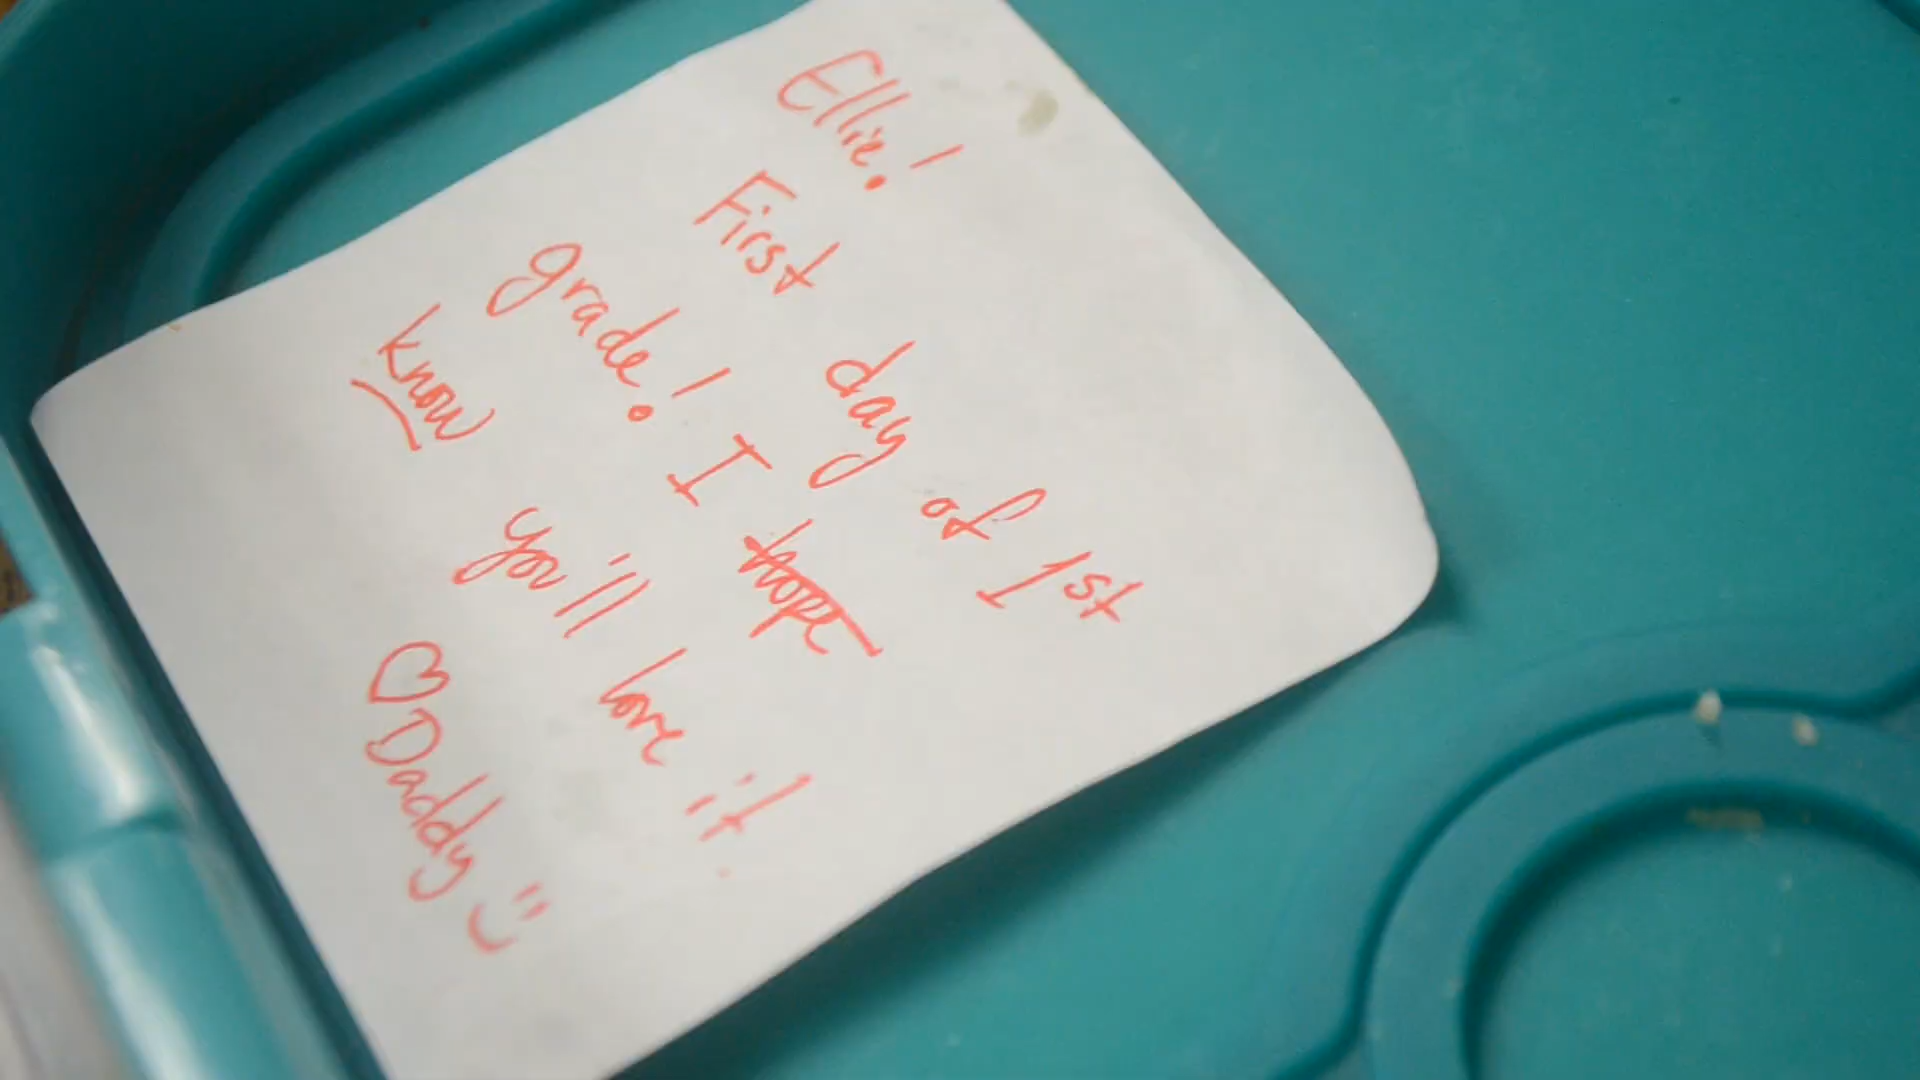 Ellie!
First day of 1st
grade! I hope
know you'll love it.
♡ Daddy :)